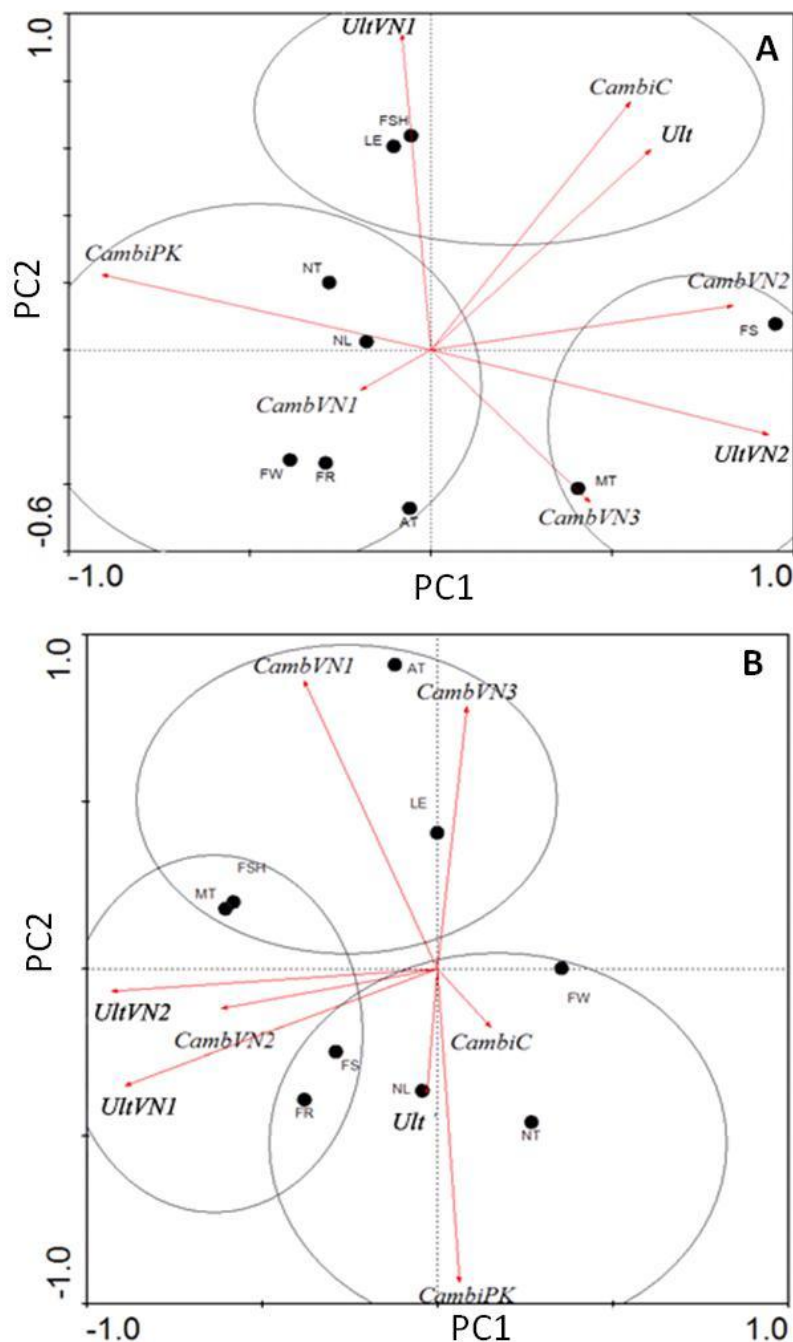 1.0
UltVN1
A
CambiC
FSH
LE
Ult
CambiPK
NT
CambVN2
PC2
FS
NL
CambVN1
UltVN2
FW
FR
MT
AT
CambVN3
-0.6
-1.0
PC1
1.0
1.0
CambVN1
AT
B
CambVN3
LE
FSH
MT
PC2
UltVN2
FW
CambVN2
CambiC
FS
UltVN1
NL
FR
Ult
NT
CambiPK
-1.0
-1.0
PC1
1.0